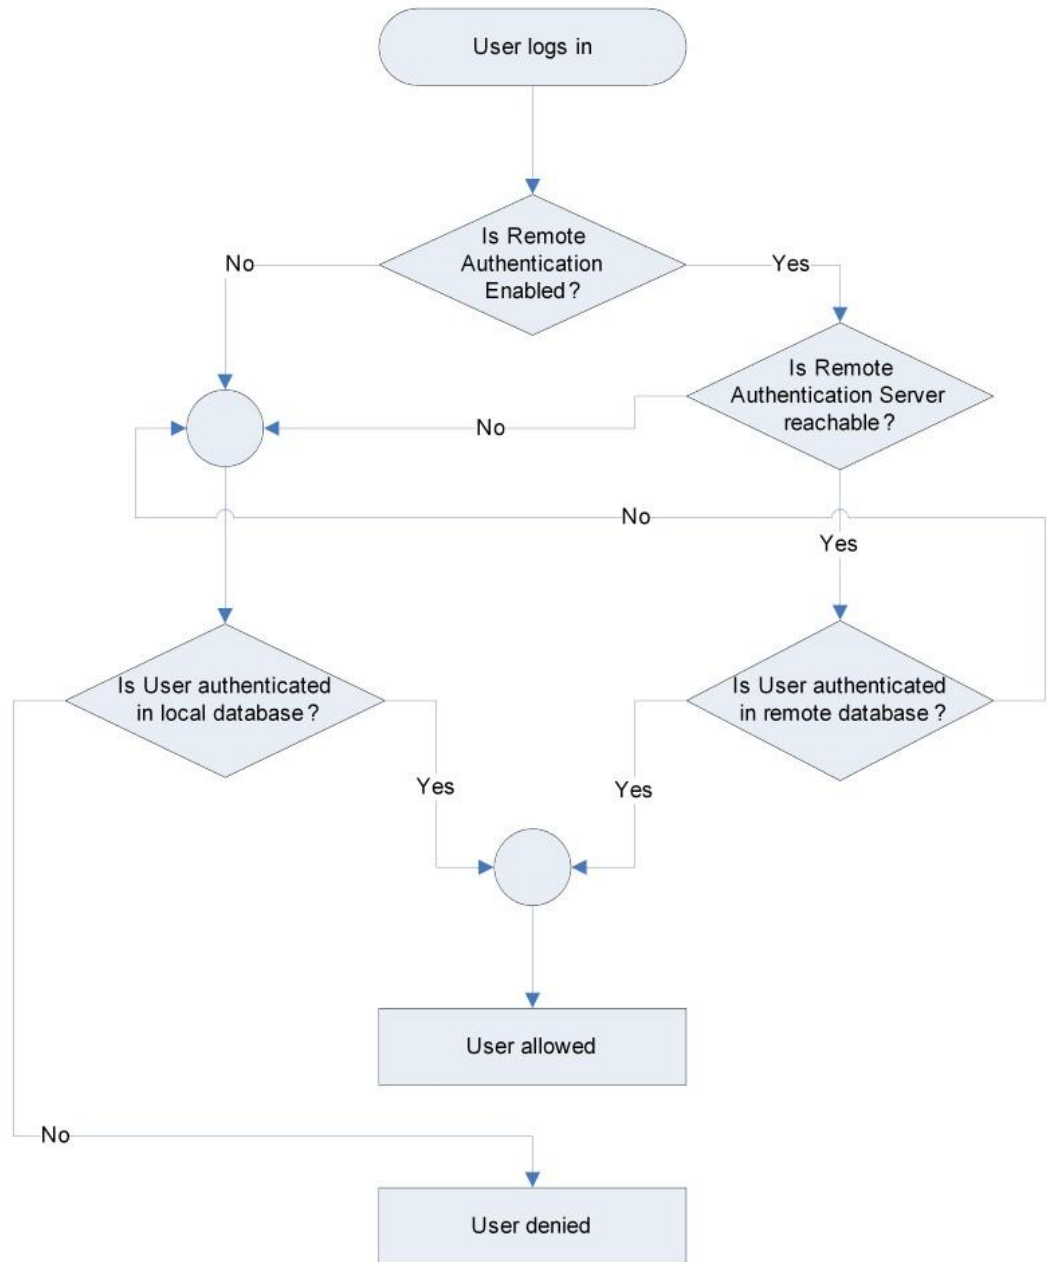 User logs in
Is Remote
Authentication
Enabled?
No
Yes
Is Remote
Authentication Server
reachable?
No
No
Yes
Is User authenticated
in local database?
Is User authenticated
in remote database?
Yes
Yes
User allowed
No
User denied